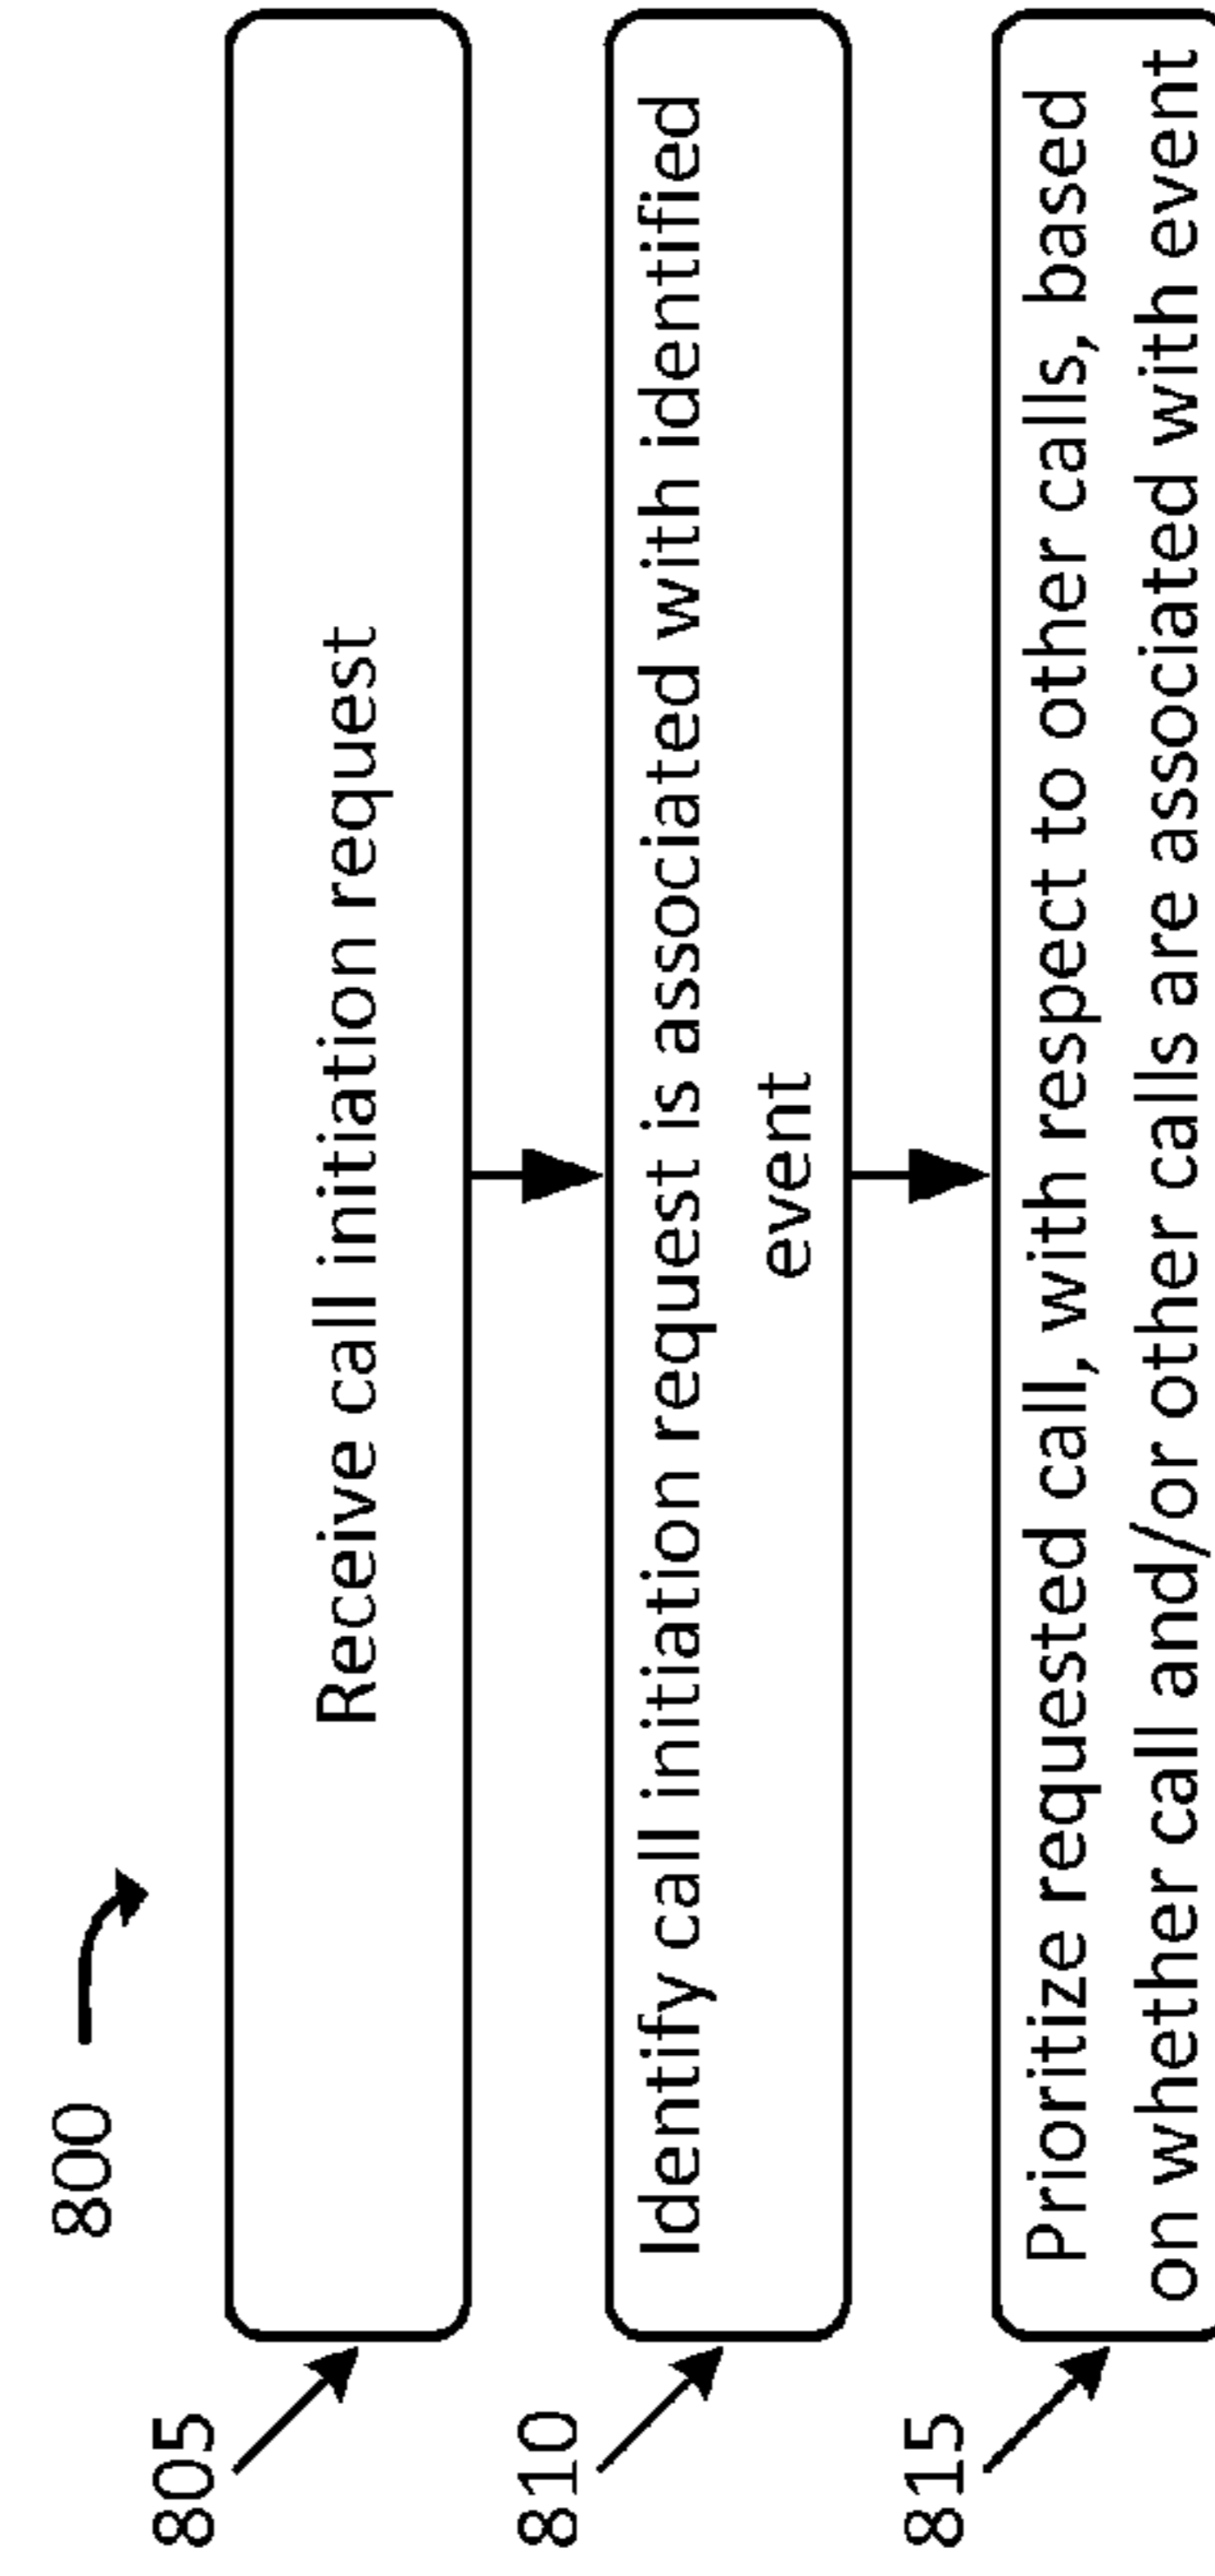 800
805
Receive call initiation request
810
Identify call initiation request is associated with identified
event
815
Prioritize requested call, with respect to other calls, based
on whether call and/or other calls are associated with event